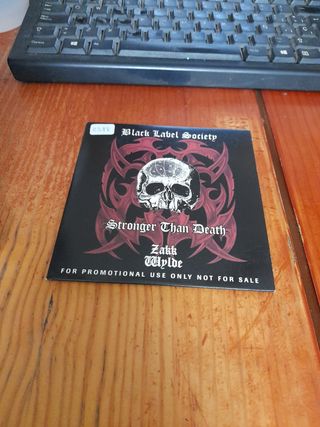 Black Label Society
Stronger Than Death
Zakk
Wylde
FOR PROMOTIONAL USE ONLY NOT FOR SALE